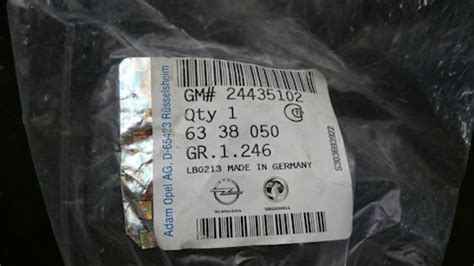 Adam Opel AG, D-65423 Rüsselsheim
GM# 24435102
Qty 1
63 38 050
GR.1.246
LB0213 MADE IN GERMANY
VAUXHALL